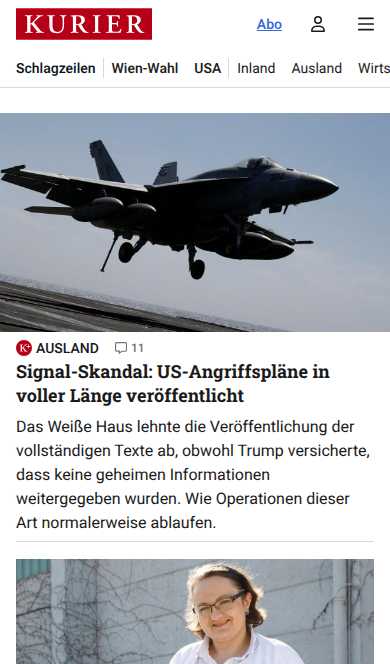 KURIER
Abo
Schlagzeilen Wien-Wahl USA Inland Ausland Wirts
K+ AUSLAND 11
Signal-Skandal: US-Angriffspläne in
voller Länge veröffentlicht
Das Weiße Haus lehnte die Veröffentlichung der
vollständigen Texte ab, obwohl Trump versicherte,
dass keine geheimen Informationen
weitergegeben wurden. Wie Operationen dieser
Art normalerweise ablaufen.